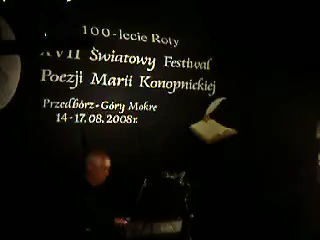 100-lecie Roty
XVII Światowy Festiwal
Poezji Marii Konopnickiej
Przedbórz-Góry Mokre
14-17.08.2008r.